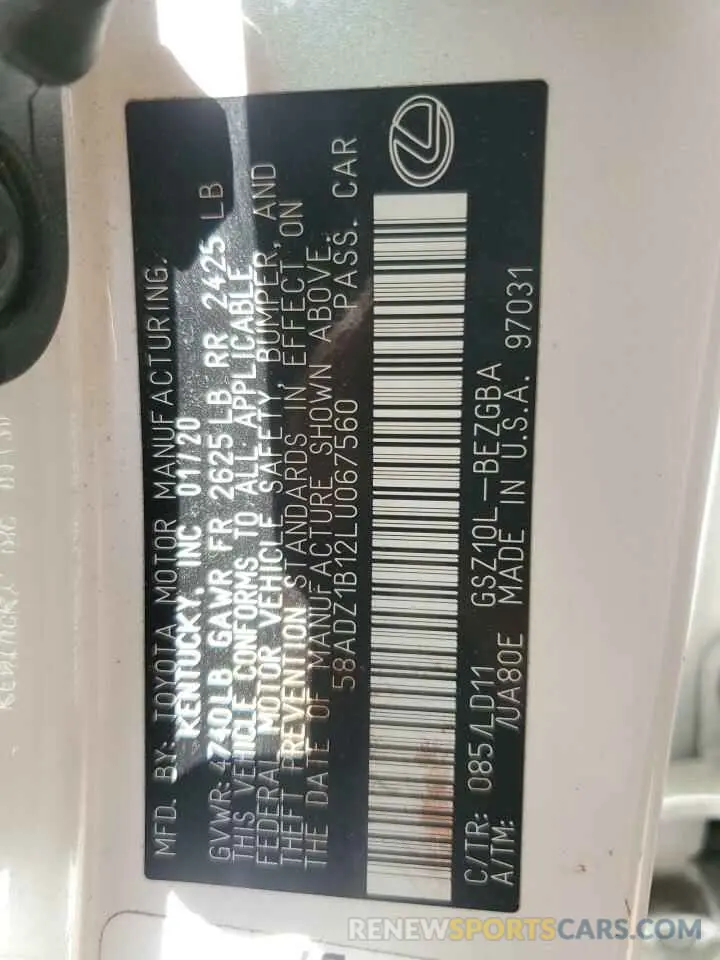 MFD. BY: TOYOTA MOTOR MANUFACTURING,
KENTUCKY, INC 01/20
GVWR 4740LB GAWR FR 2625LB RR 2425 LB
THIS VEHICLE CONFORMS TO ALL APPLICABLE
FEDERAL MOTOR VEHICLE SAFETY, BUMPER, AND
THEFT PREVENTION STANDARDS IN EFFECT ON
THE DATE OF MANUFACTURE SHOWN ABOVE.
58ADZ1B12LU067560 PASS. CAR
C/TR: 085/LD11 GSZ10L-BEZGBA
A/TM: /UA80E MADE IN U.S.A. 97031
RENEWSPORTSCARS.COM